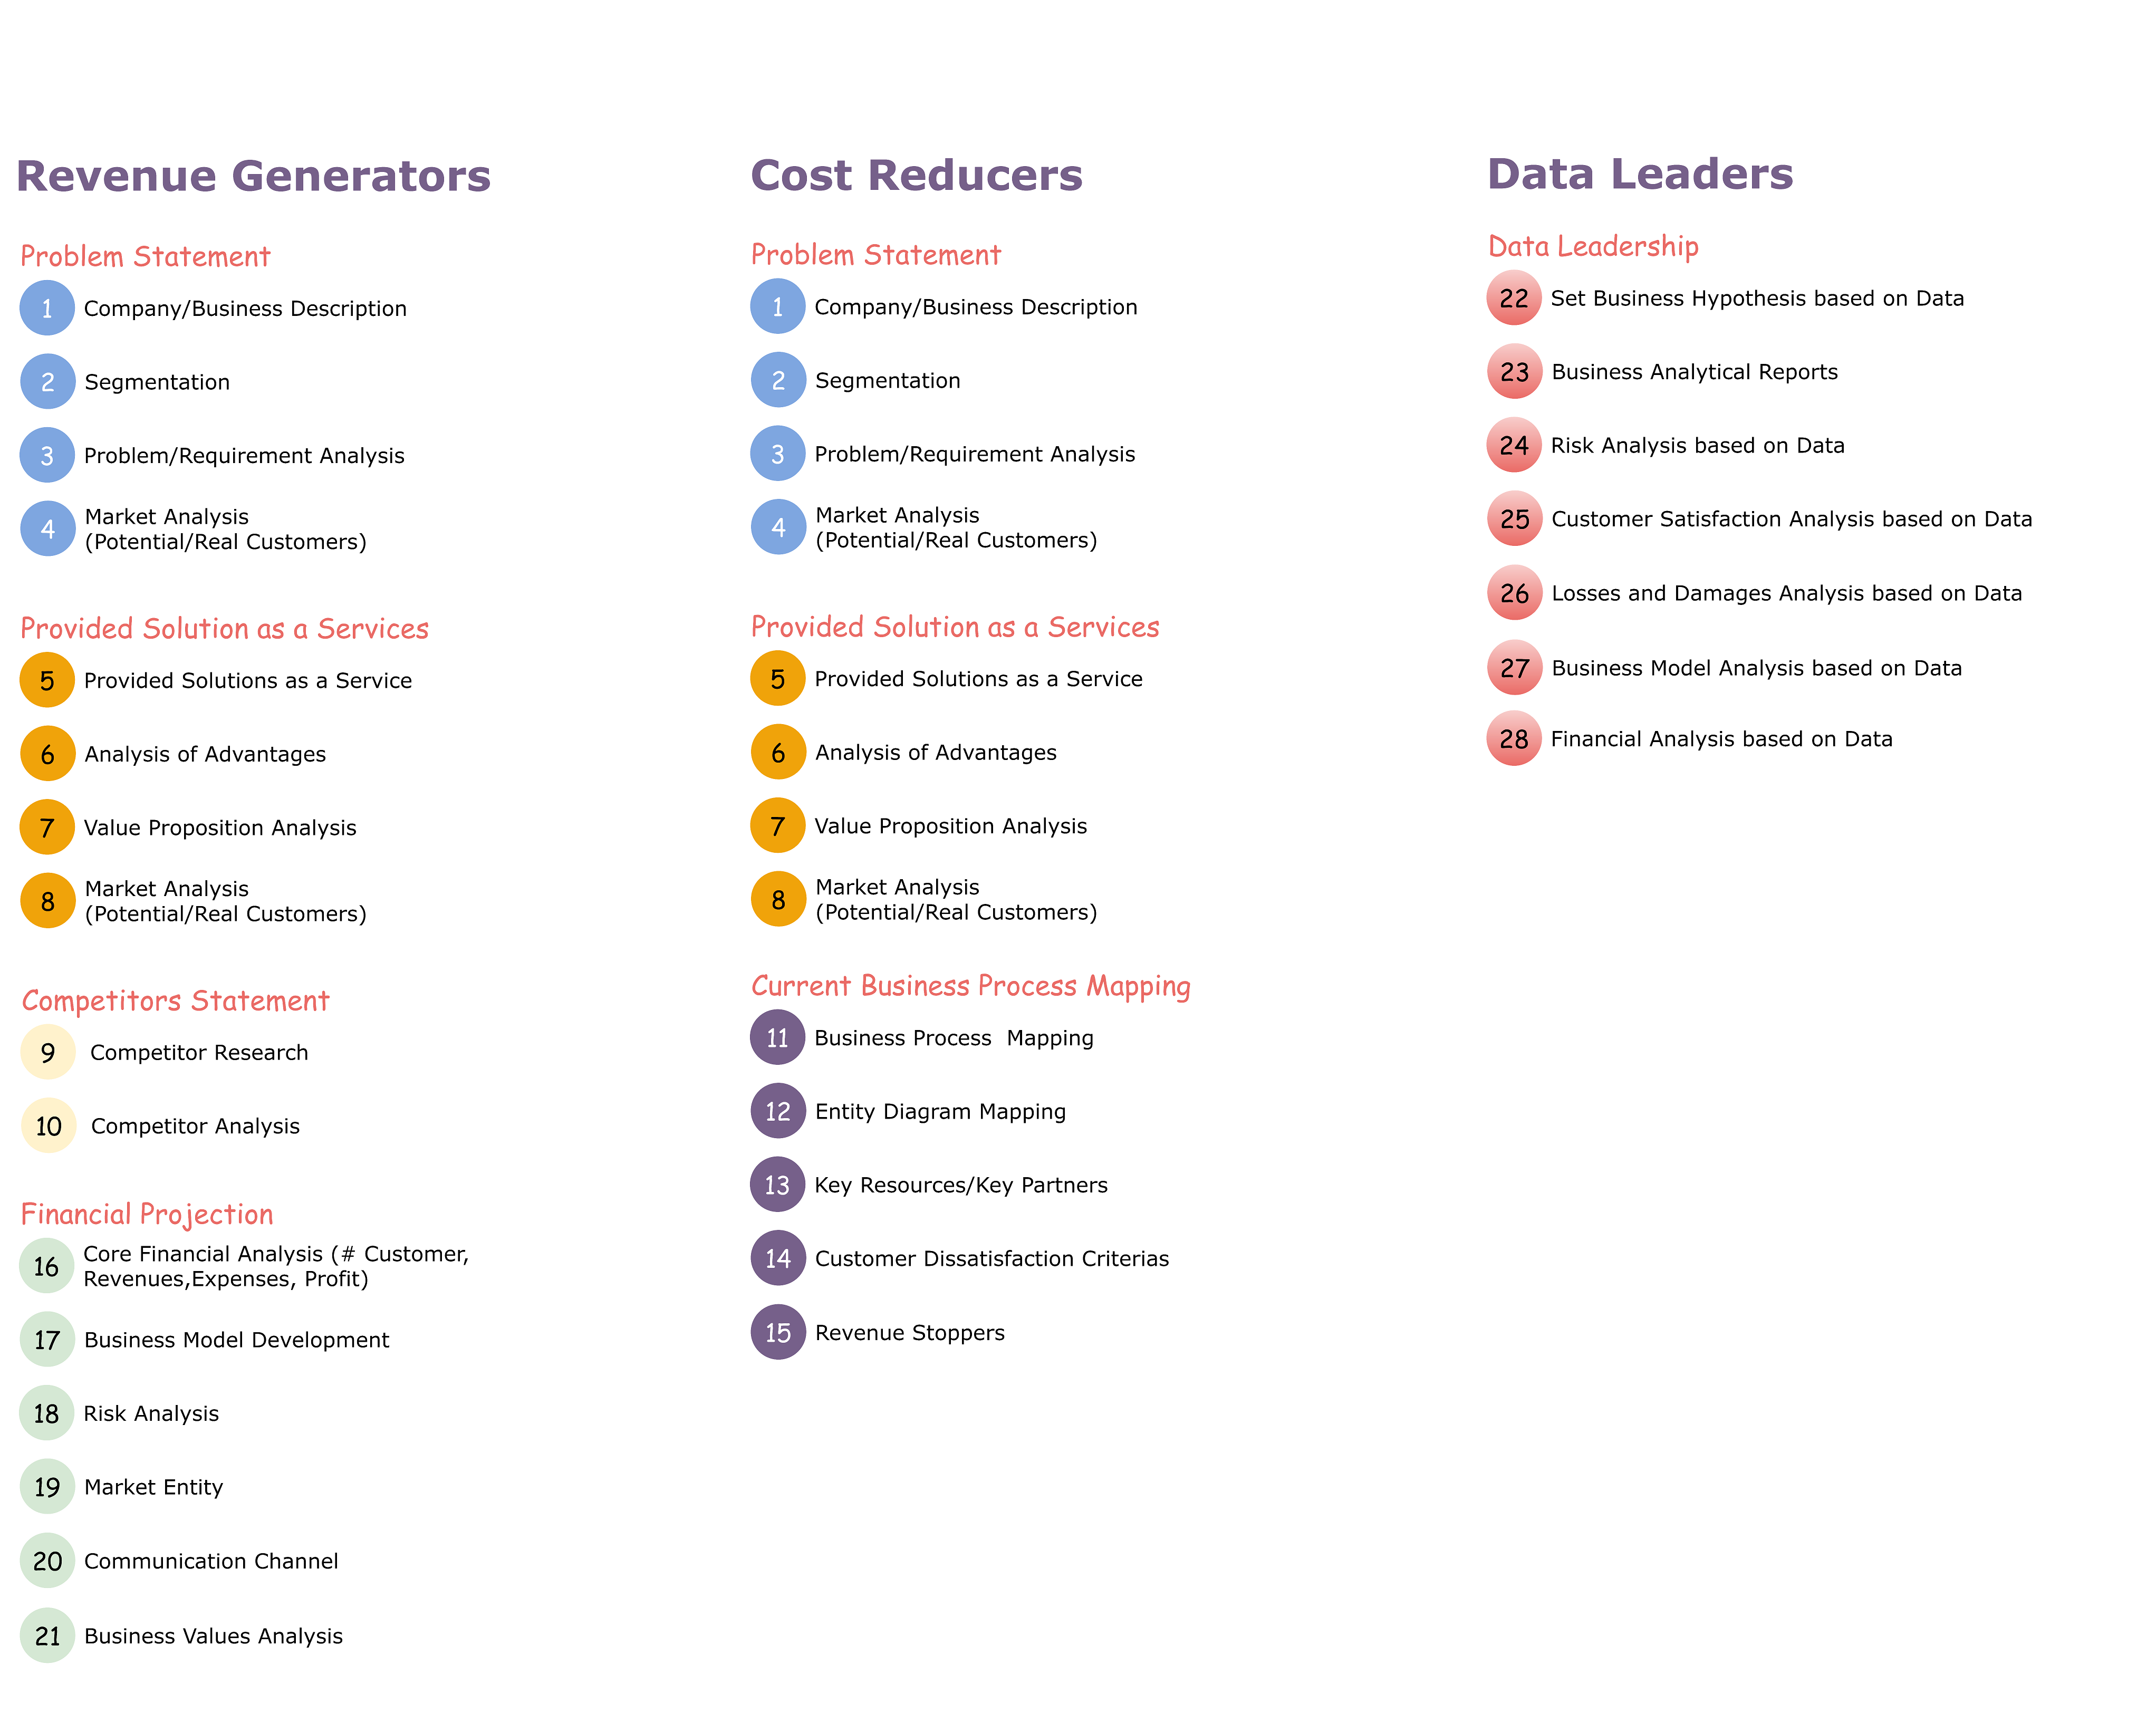 Revenue Generators
Problem Statement
1 Company/Business Description
2 Segmentation
3 Problem/Requirement Analysis
4 Market Analysis
(Potential/Real Customers)
Provided Solution as a Services
5 Provided Solutions as a Service
6 Analysis of Advantages
7 Value Proposition Analysis
8 Market Analysis
(Potential/Real Customers)
Competitors Statement
9 Competitor Research
10 Competitor Analysis
Financial Projection
16 Core Financial Analysis (# Customer,
Revenues,Expenses, Profit)
17 Business Model Development
18 Risk Analysis
19 Market Entity
20 Communication Channel
21 Business Values Analysis
Cost Reducers
Problem Statement
1 Company/Business Description
2 Segmentation
3 Problem/Requirement Analysis
4 Market Analysis
(Potential/Real Customers)
Provided Solution as a Services
5 Provided Solutions as a Service
6 Analysis of Advantages
7 Value Proposition Analysis
8 Market Analysis
(Potential/Real Customers)
Current Business Process Mapping
11 Business Process  Mapping
12 Entity Diagram Mapping
13 Key Resources/Key Partners
14 Customer Dissatisfaction Criterias
15 Revenue Stoppers
Data Leaders
Data Leadership
22 Set Business Hypothesis based on Data
23 Business Analytical Reports
24 Risk Analysis based on Data
25 Customer Satisfaction Analysis based on Data
26 Losses and Damages Analysis based on Data
27 Business Model Analysis based on Data
28 Financial Analysis based on Data